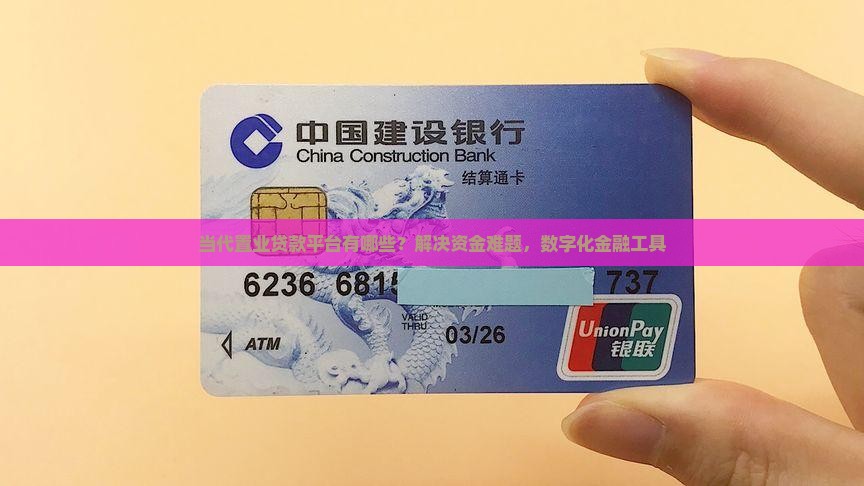 中国建设银行
China Construction Bank
结算通卡
当代置业贷款平台有哪些？解决资金难题，数字化金融工具
6236 6815 737
VALID
THRU
03/26
ATM
UnionPay
银联